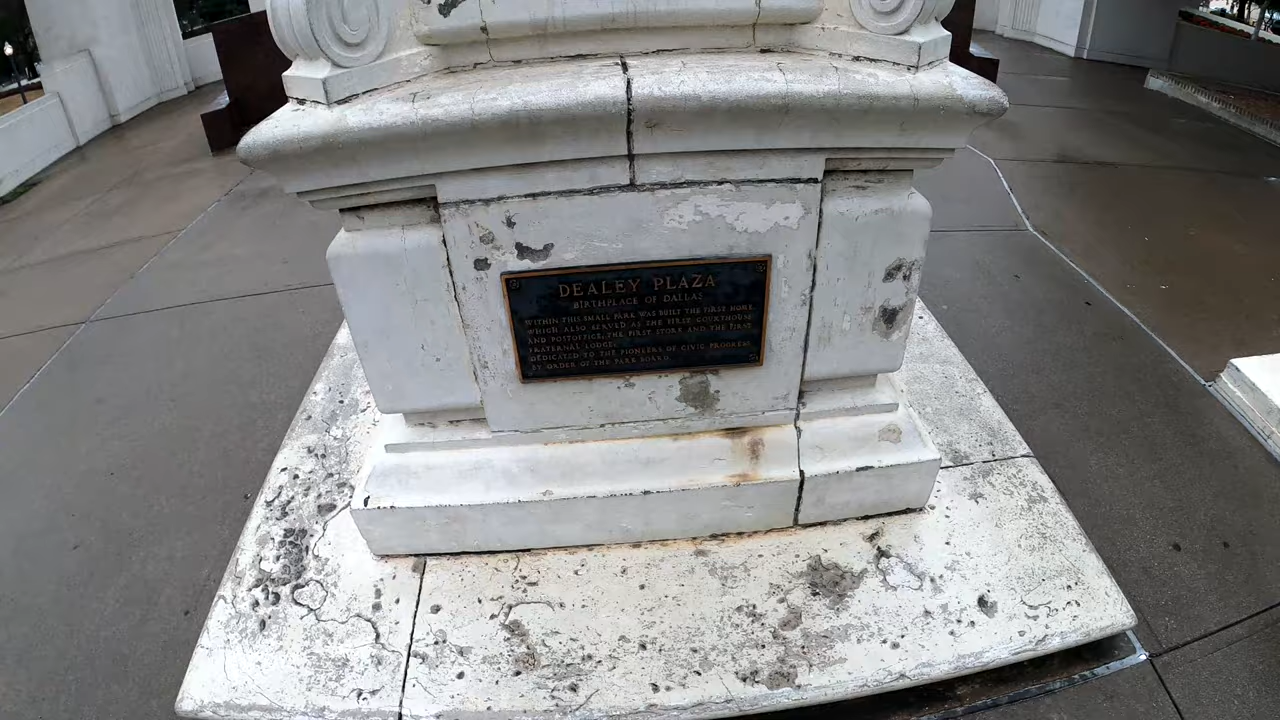 DEALEY PLAZA
BIRTHPLACE OF DALLAS
WITHIN THIS SMALL PARK WAS BUILT THE FIRST HOME,
WHICH ALSO SERVED AS THE FIRST COURTHOUSE
AND POSTOFFICE, THE FIRST STORE AND THE FIRST
FRATERNAL LODGE.
DEDICATED TO THE PIONEERS OF CIVIC PROGRESS
BY ORDER OF THE PARK BOARD.